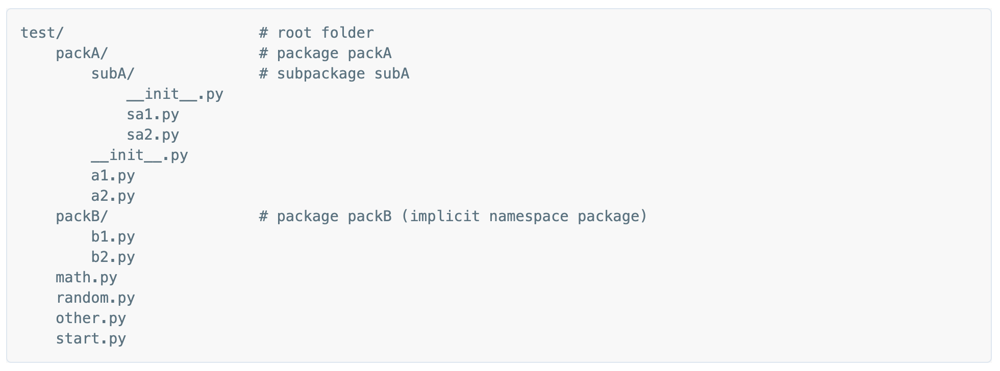 test/                      # root folder
    packA/                 # package packA
        subA/              # subpackage subA
            __init__.py
            sa1.py
            sa2.py
        __init__.py
        a1.py
        a2.py
    packB/                 # package packB (implicit namespace package)
        b1.py
        b2.py
    math.py
    random.py
    other.py
    start.py